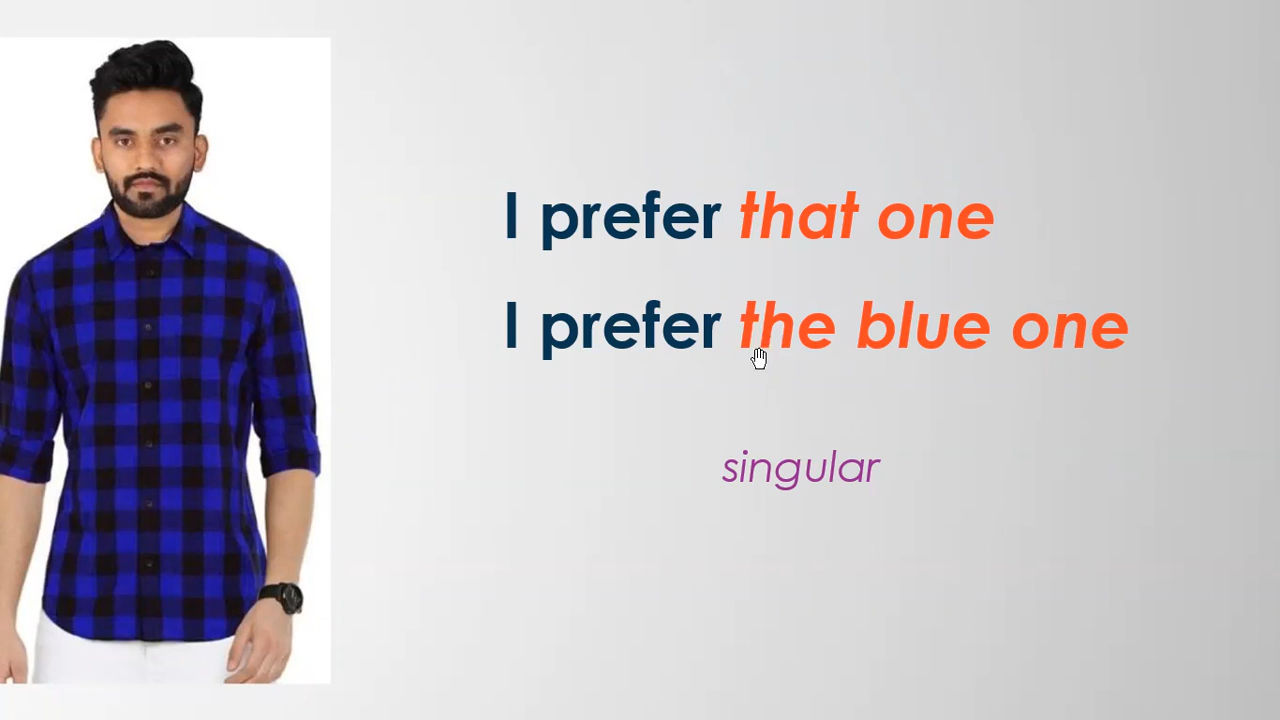 I prefer that one
I prefer the blue one
singular